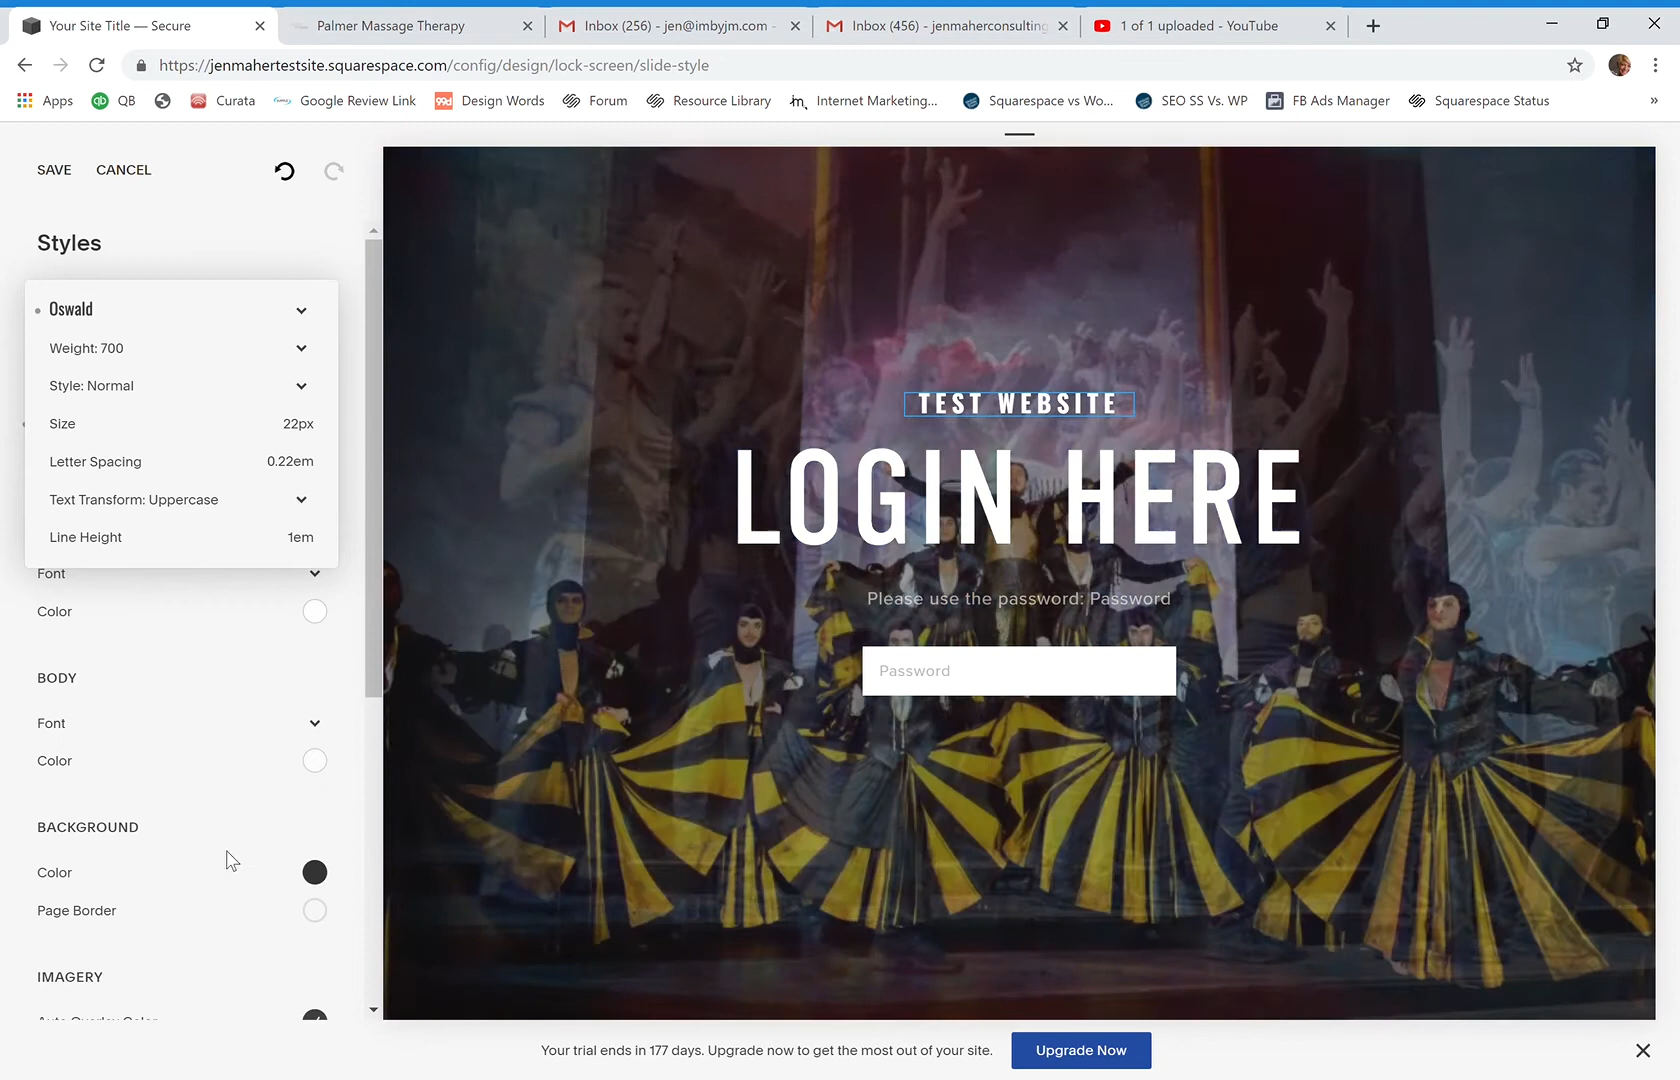 Your Site Title — Secure
Palmer Massage Therapy
Inbox (256) - jen@imbyjm.com -
Inbox (456) - jenmaherconsulting
1 of 1 uploaded - YouTube
https://jenmahertestsite.squarespace.com/config/design/lock-screen/slide-style
Apps
QB
Curata
Google Review Link
99d
Design Words
Forum
Resource Library
m,
Internet Marketing...
Squarespace vs Wo...
SEO SS Vs. WP
FB Ads Manager
Squarespace Status
»
SAVE CANCEL
Styles
Oswald
Weight: 700
Style: Normal
Size 22px
Letter Spacing 0.22em
Text Transform: Uppercase
Line Height 1em
Font
Color
BODY
Font
Color
BACKGROUND
Color
Page Border
IMAGERY
Auto Overlay Color
TEST WEBSITE
LOGIN HERE
Please use the password: Password
Password
Your trial ends in 177 days. Upgrade now to get the most out of your site.
Upgrade Now